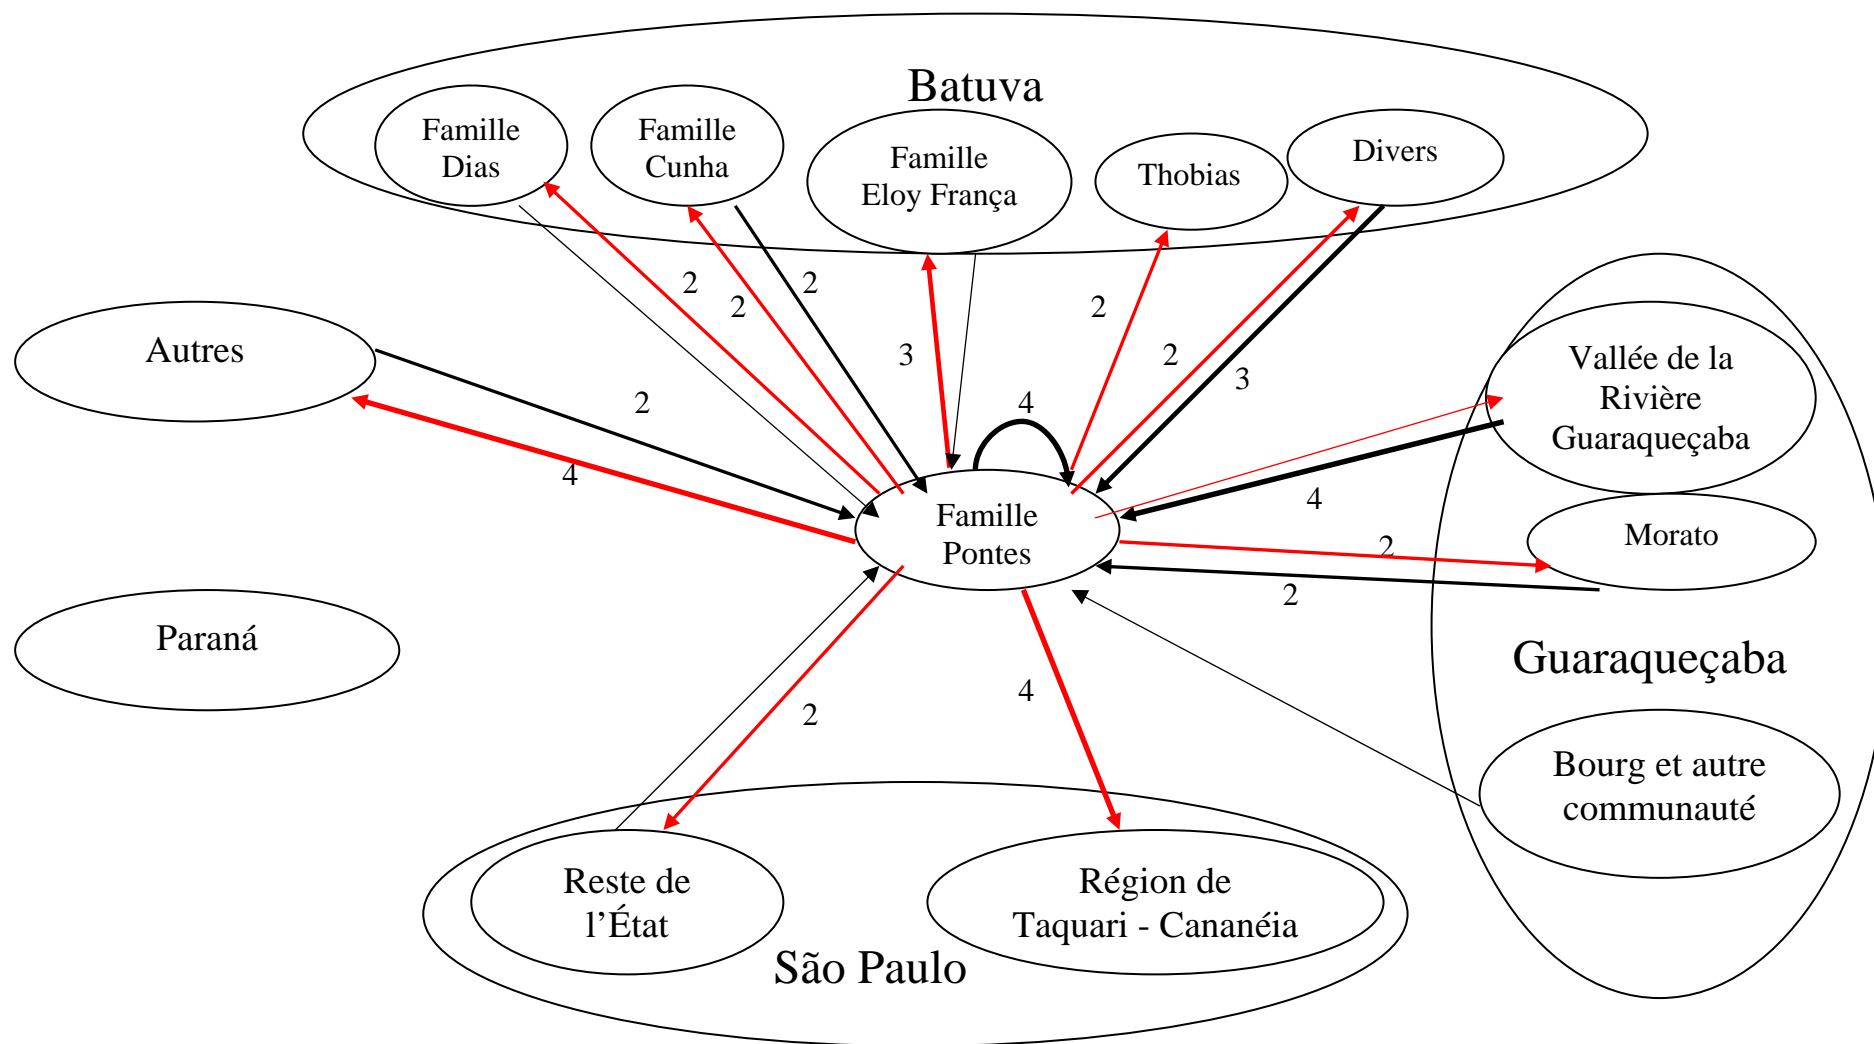 Batuva
Famille
Dias
Famille
Cunha
Famille
Eloy França
Thobias
Divers
2
2
2
3
2
2
3
Autres
2
4
4
Vallée de la
Rivière
Guaraqueçaba
4
Famille
Pontes
2
Morato
2
Paraná
Guaraqueçaba
2
4
Bourg et autre
communauté
Reste de
l’État
Région de
Taquari - Cananéia
São Paulo